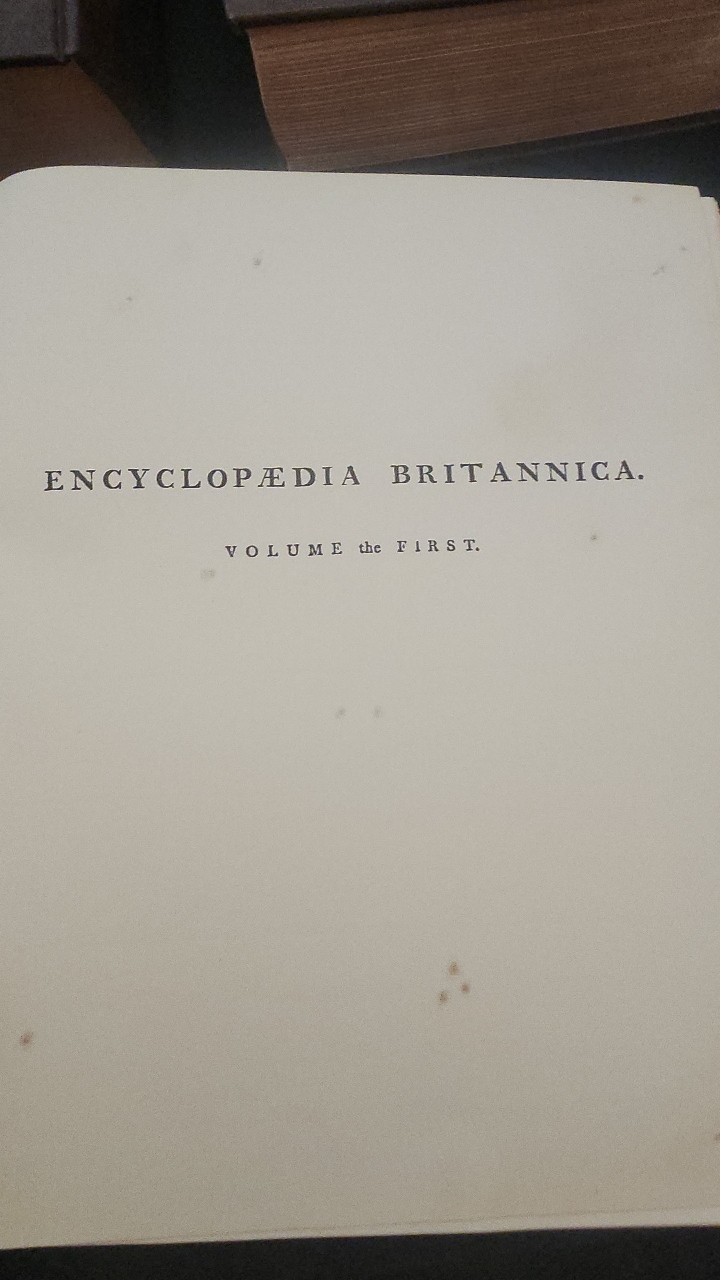 ENCYCLOPÆDIA BRITANNICA.
VOLUME the FIRST.